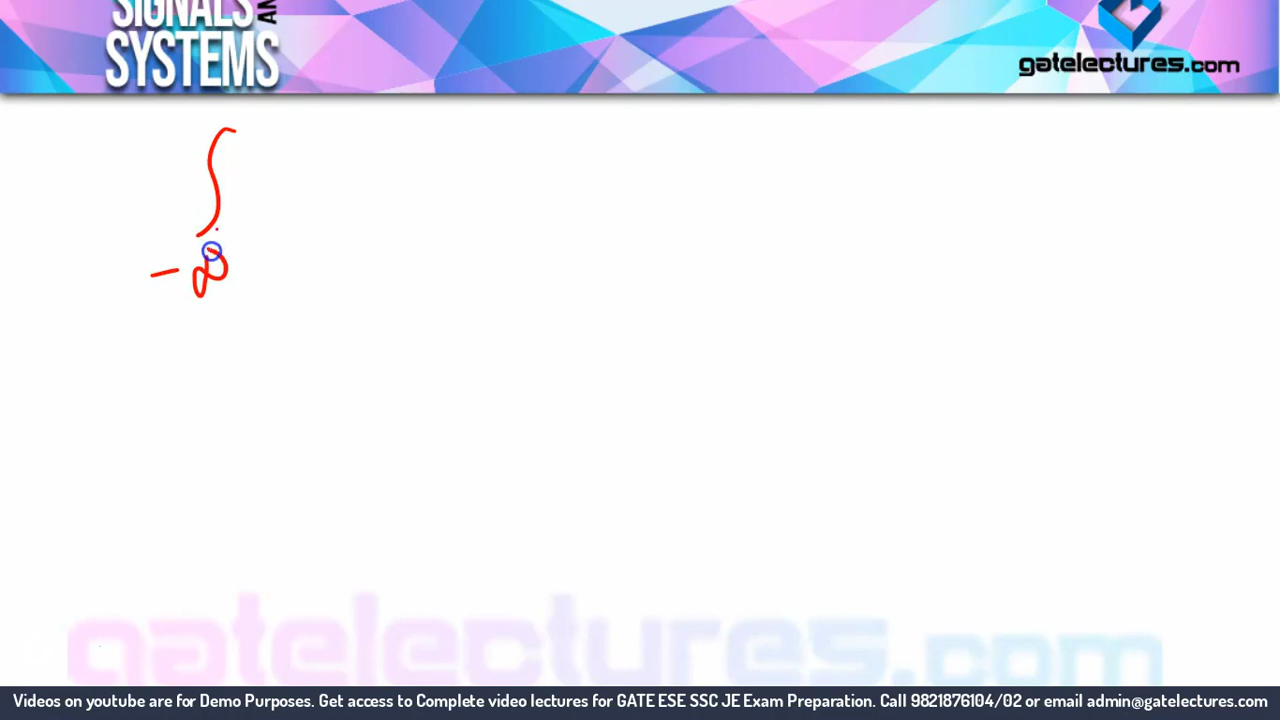 SIGNALS AND
SYSTEMS
gatelectures.com
∫
-∞
gatelectures.com
Videos on youtube are for Demo Purposes. Get access to Complete video lectures for GATE ESE SSC JE Exam Preparation. Call 9821876104/02 or email admin@gatelectures.com